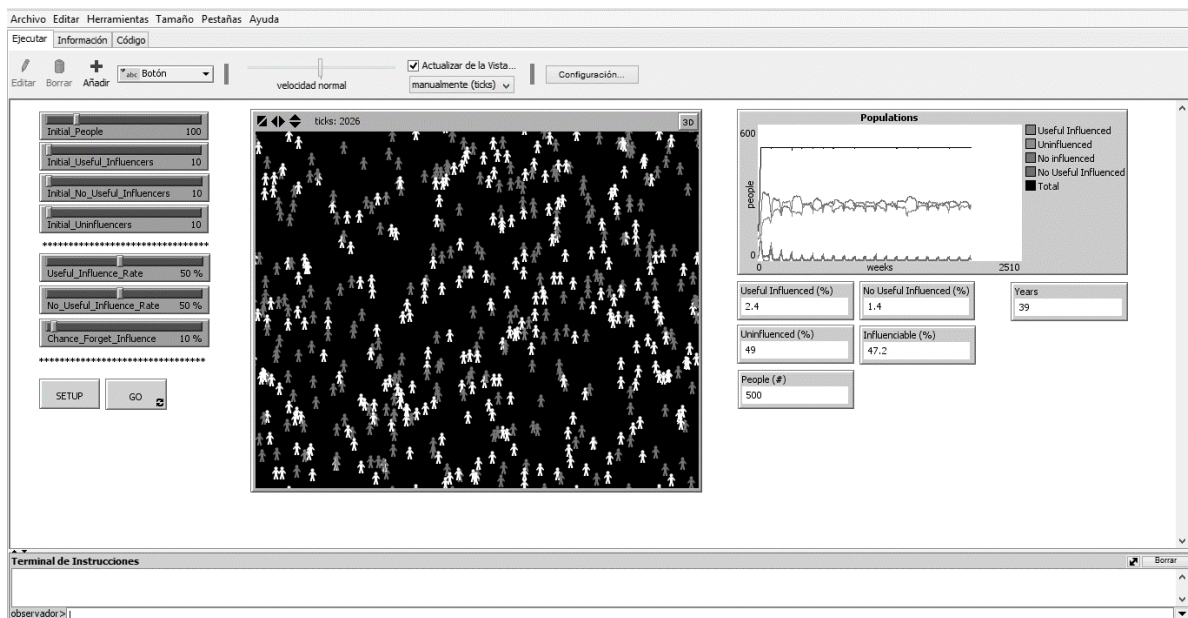 Archivo Editar Herramientas Tamaño Pestañas Ayuda
Ejecutar Información Código
Editar Borrar Añadir
abc Botón
velocidad normal
Actualizar de la Vista...
manualmente (ticks)
Configuración...
Initial_People 100
Initial_Useful_Influencers 10
Initial_No_Useful_Influencers 10
Initial_Uninfluencers 10
**********************************
Useful_Influence_Rate 50 %
No_Useful_Influence_Rate 50 %
Chance_Forget_Influence 10 %
**********************************
SETUP GO
ticks: 2026 3D
Populations
600
people
0
0 weeks 2510
Useful Influenced
Uninfluenced
No influenced
No Useful Influenced
Total
Useful Influenced (%) No Useful Influenced (%) Years
2.4 1.4 39
Uninfluenced (%) Influenciable (%)
49 47.2
People (#)
500
Terminal de Instrucciones Borrar
observador>